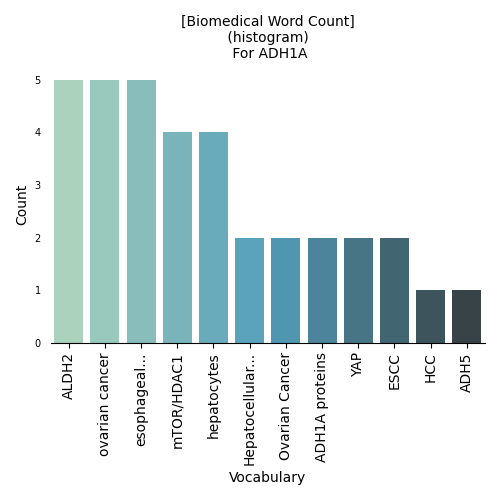 [Biomedical Word Count]
(histogram)
For ADH1A
5
4
3
2
1
0
Count
ALDH2
ovarian cancer
esophageal...
mTOR/HDAC1
hepatocytes
Hepatocellular...
Ovarian Cancer
ADH1A proteins
YAP
ESCC
HCC
ADH5
Vocabulary